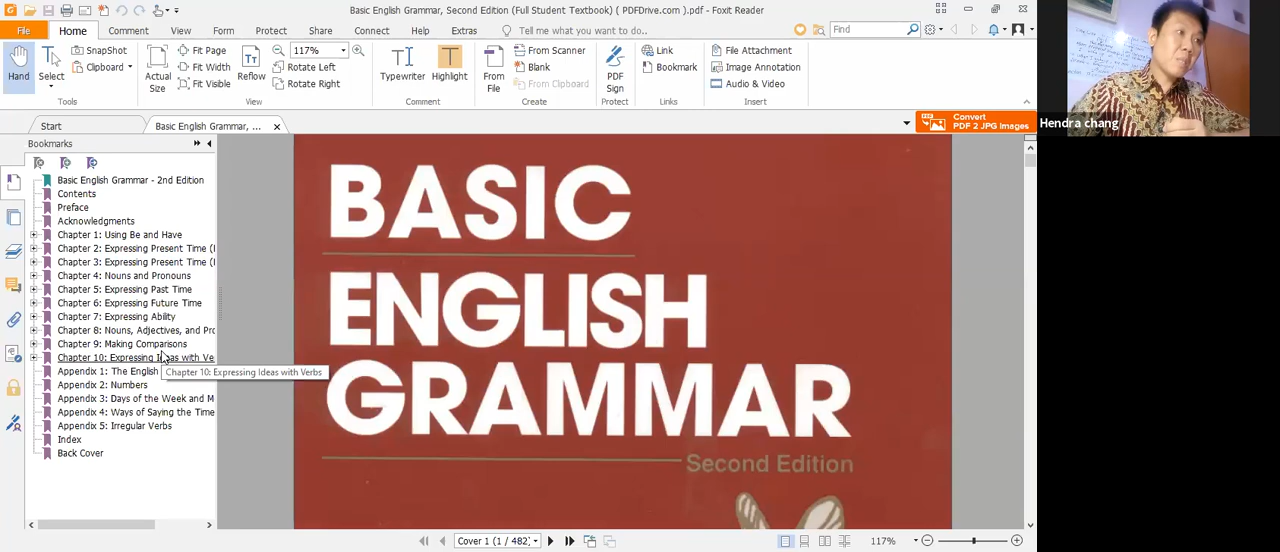 Basic English Grammar, Second Edition (Full Student Textbook) ( PDFDrive.com ).pdf - Foxit Reader
File Home Comment View Form Protect Share Connect Help Extras Tell me what you want to do.. Find
Hand
Select
SnapShot
Clipboard
Actual Size
Fit Page
Fit Width
Fit Visible
Reflow
117%
Rotate Left
Rotate Right
Typewriter
Highlight
From File
From Scanner
Blank
From Clipboard
PDF Sign
Link
Bookmark
File Attachment
Image Annotation
Audio & Video
Tools View Comment Create Protect Links Insert
Start
Basic English Grammar, ...
Convert
PDF 2 JPG Images
Hendra chang
Bookmarks
Basic English Grammar - 2nd Edition
Contents
Preface
Acknowledgments
Chapter 1: Using Be and Have
Chapter 2: Expressing Present Time (
Chapter 3: Expressing Present Time (
Chapter 4: Nouns and Pronouns
Chapter 5: Expressing Past Time
Chapter 6: Expressing Future Time
Chapter 7: Expressing Ability
Chapter 8: Nouns, Adjectives, and Pro
Chapter 9: Making Comparisons
Chapter 10: Expressing Ideas with Ve
Chapter 10: Expressing Ideas with Verbs
Appendix 1: The English
Appendix 2: Numbers
Appendix 3: Days of the Week and M
Appendix 4: Ways of Saying the Time
Appendix 5: Irregular Verbs
Index
Back Cover
BASIC
ENGLISH
GRAMMAR
Second Edition
Cover 1 (1 / 482)
117%